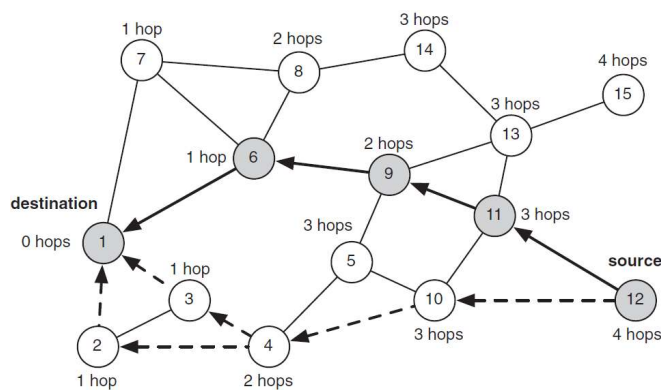 3 hops
1 hop
14
2 hops
7
8
4 hops
3 hops
15
13
2 hops
1 hop
6
9
destination
3 hops
11
3 hops
0 hops
1
5
source
1 hop
3
10
12
2
4
3 hops
4 hops
1 hop
2 hops